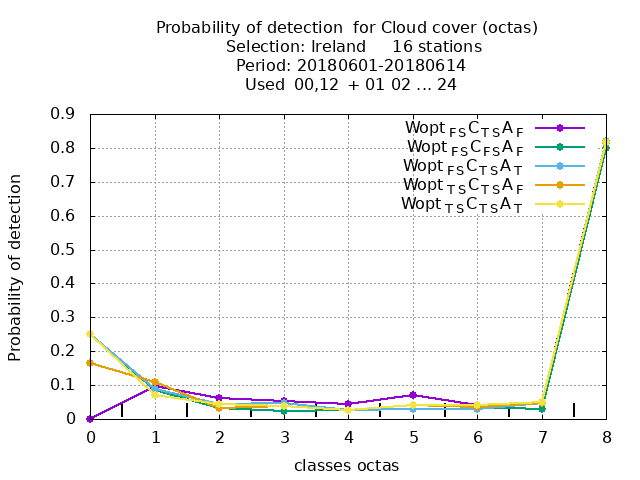 Probability of detection  for Cloud cover (octas)
Selection: Ireland     16 stations
Period: 20180601-20180614
Used  00,12  + 01 02 ... 24
Wopt FS C TS A F
Wopt FS C FS A F
Wopt FS C TS A T
Wopt TS C TS A F
Wopt TS C TS A T
Probability of detection
0.9
0.8
0.7
0.6
0.5
0.4
0.3
0.2
0.1
0
0 1 2 3 4 5 6 7 8
classes octas